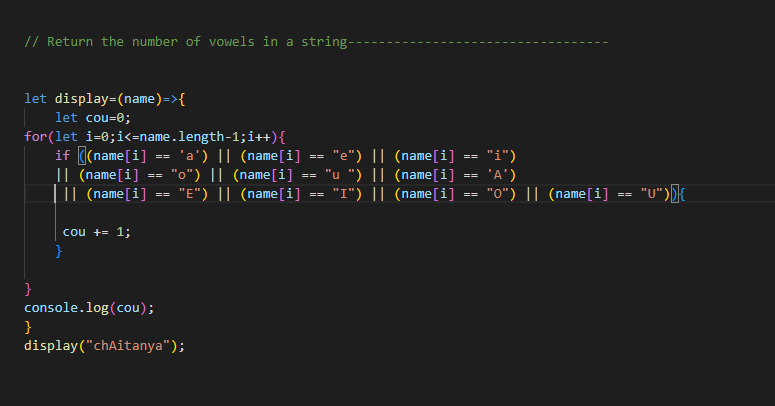 // Return the number of vowels in a string----------------------------------
let display=(name)=>{
let cou=0;
for(let i=0;i<=name.length-1;i++){
if ((name[i] == 'a') || (name[i] == "e") || (name[i] == "i")
|| (name[i] == "o") || (name[i] == "u ") || (name[i] == 'A')
|| (name[i] == "E") || (name[i] == "I") || (name[i] == "O") || (name[i] == "U")){
cou += 1;
}
}
console.log(cou);
}
display("chAitanya");